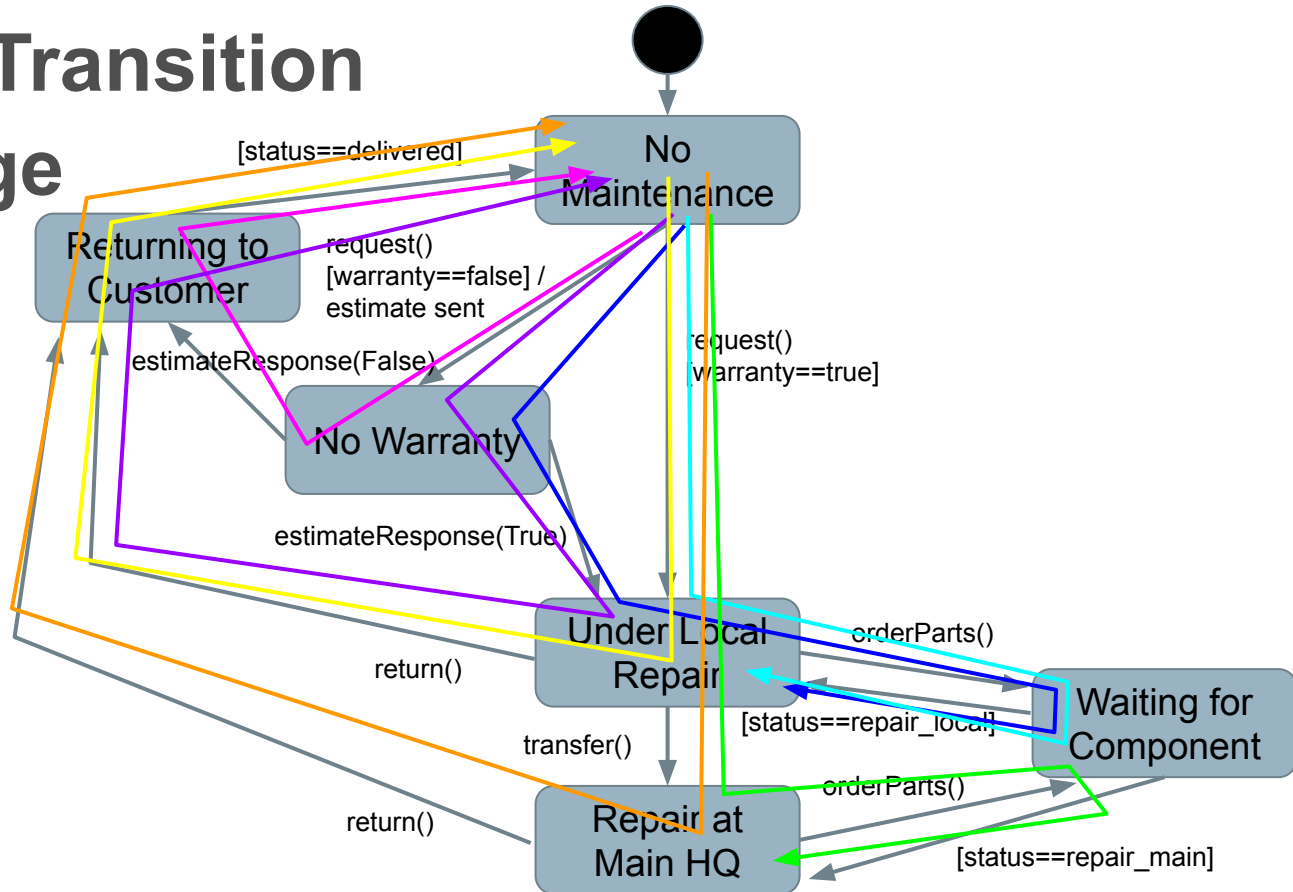 Transition
ge
No
Maintenance
[status==delivered]
Returning to
Customer
request()
[warranty==false] /
estimate sent
request()
[warranty==true]
estimateResponse(False)
No Warranty
estimateResponse(True)
Under Local
Repair
orderParts()
return()
Waiting for
Component
[status==repair_local]
transfer()
orderParts()
Repair at
Main HQ
return()
[status==repair_main]